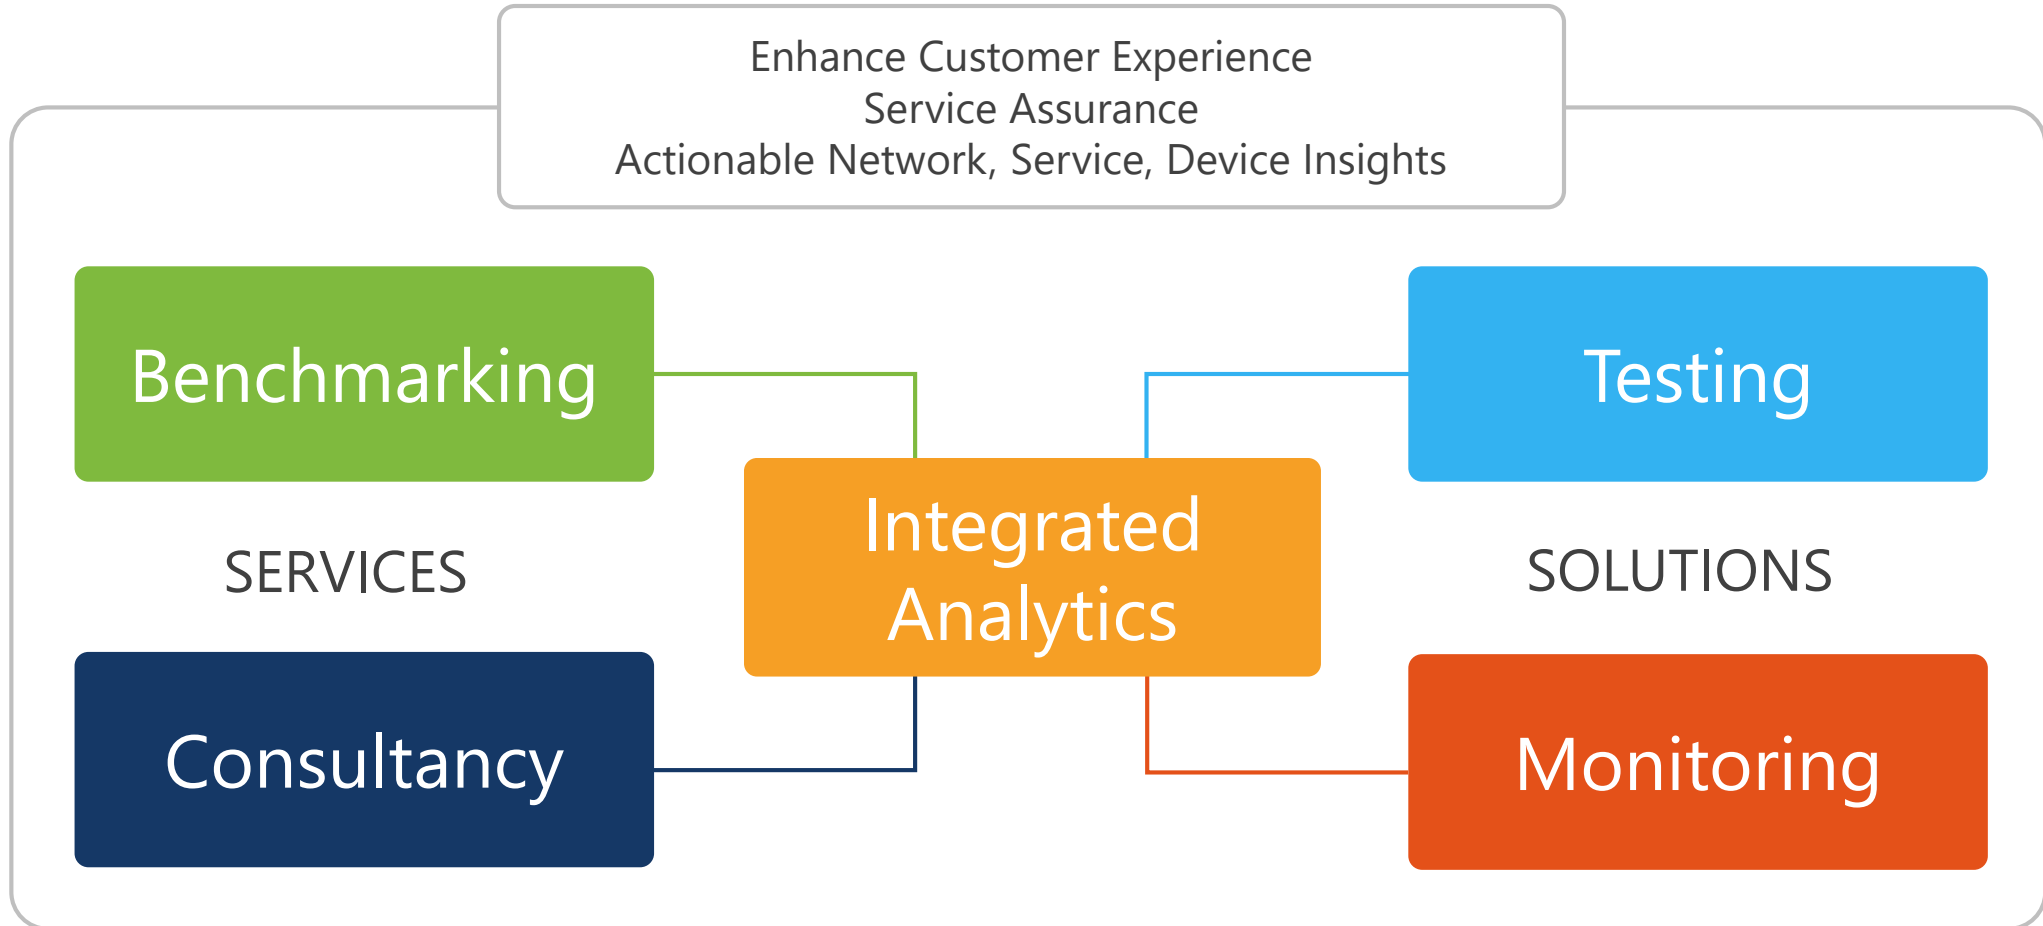 Enhance Customer Experience
Service Assurance
Actionable Network, Service, Device Insights
Benchmarking
Testing
Integrated
Analytics
SERVICES
SOLUTIONS
Consultancy
Monitoring